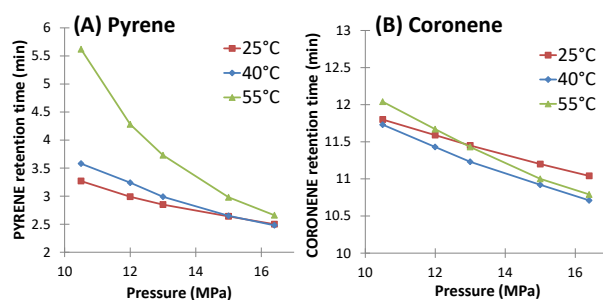 (A) Pyrene
PYRENE retention time (min)
6
5.5
5
4.5
4
3.5
3
2.5
2
25°C
40°C
55°C
10
12
14
16
Pressure (MPa)
(B) Coronene
CORONENE retention time (min)
13
12.5
12
11.5
11
10.5
10
25°C
40°C
55°C
10
12
14
16
Pressure (MPa)